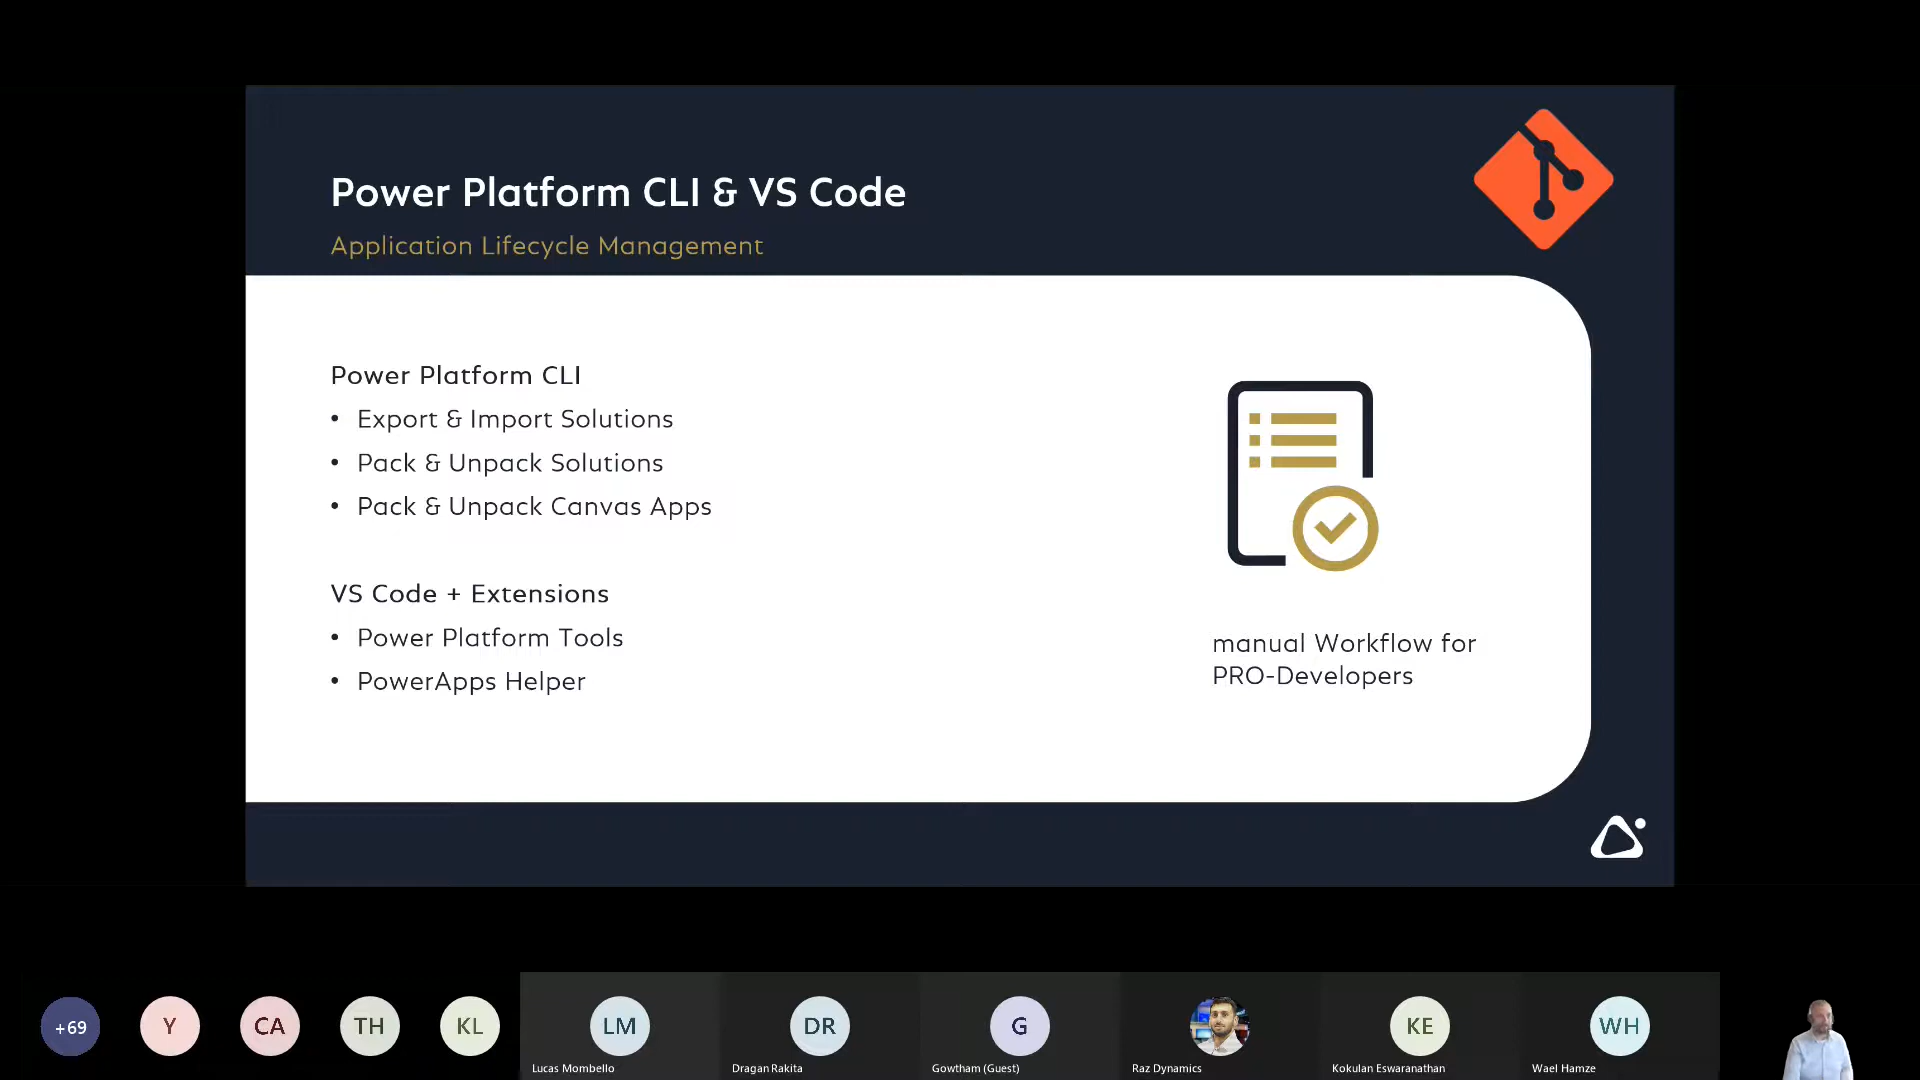 Power Platform CLI & VS Code
Application Lifecycle Management
Power Platform CLI
• Export & Import Solutions
• Pack & Unpack Solutions
• Pack & Unpack Canvas Apps
VS Code + Extensions
• Power Platform Tools
• PowerApps Helper
manual Workflow for
PRO-Developers
+69
Y
CA
TH
KL
LM
DR
G
KE
WH
Lucas Mombello
Dragan Rakita
Gowtham (Guest)
Raz Dynamics
Kokulan Eswaranathan
Wael Hamze